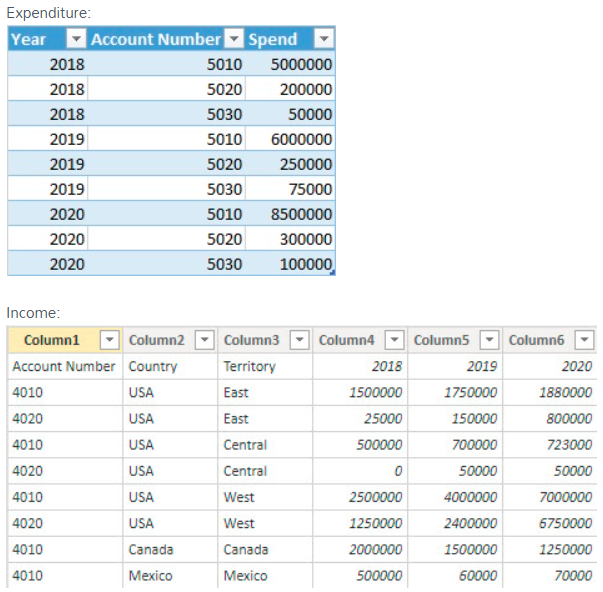 Expenditure:
Year Account Number Spend
2018 5010 5000000
2018 5020 200000
2018 5030 50000
2019 5010 6000000
2019 5020 250000
2019 5030 75000
2020 5010 8500000
2020 5020 300000
2020 5030 100000
Income:
Column1 Column2 Column3 Column4 Column5 Column6
Account Number Country Territory 2018 2019 2020
4010 USA East 1500000 1750000 1880000
4020 USA East 25000 150000 800000
4010 USA Central 500000 700000 723000
4020 USA Central 0 50000 50000
4010 USA West 2500000 4000000 7000000
4020 USA West 1250000 2400000 6750000
4010 Canada Canada 2000000 1500000 1250000
4010 Mexico Mexico 500000 60000 70000